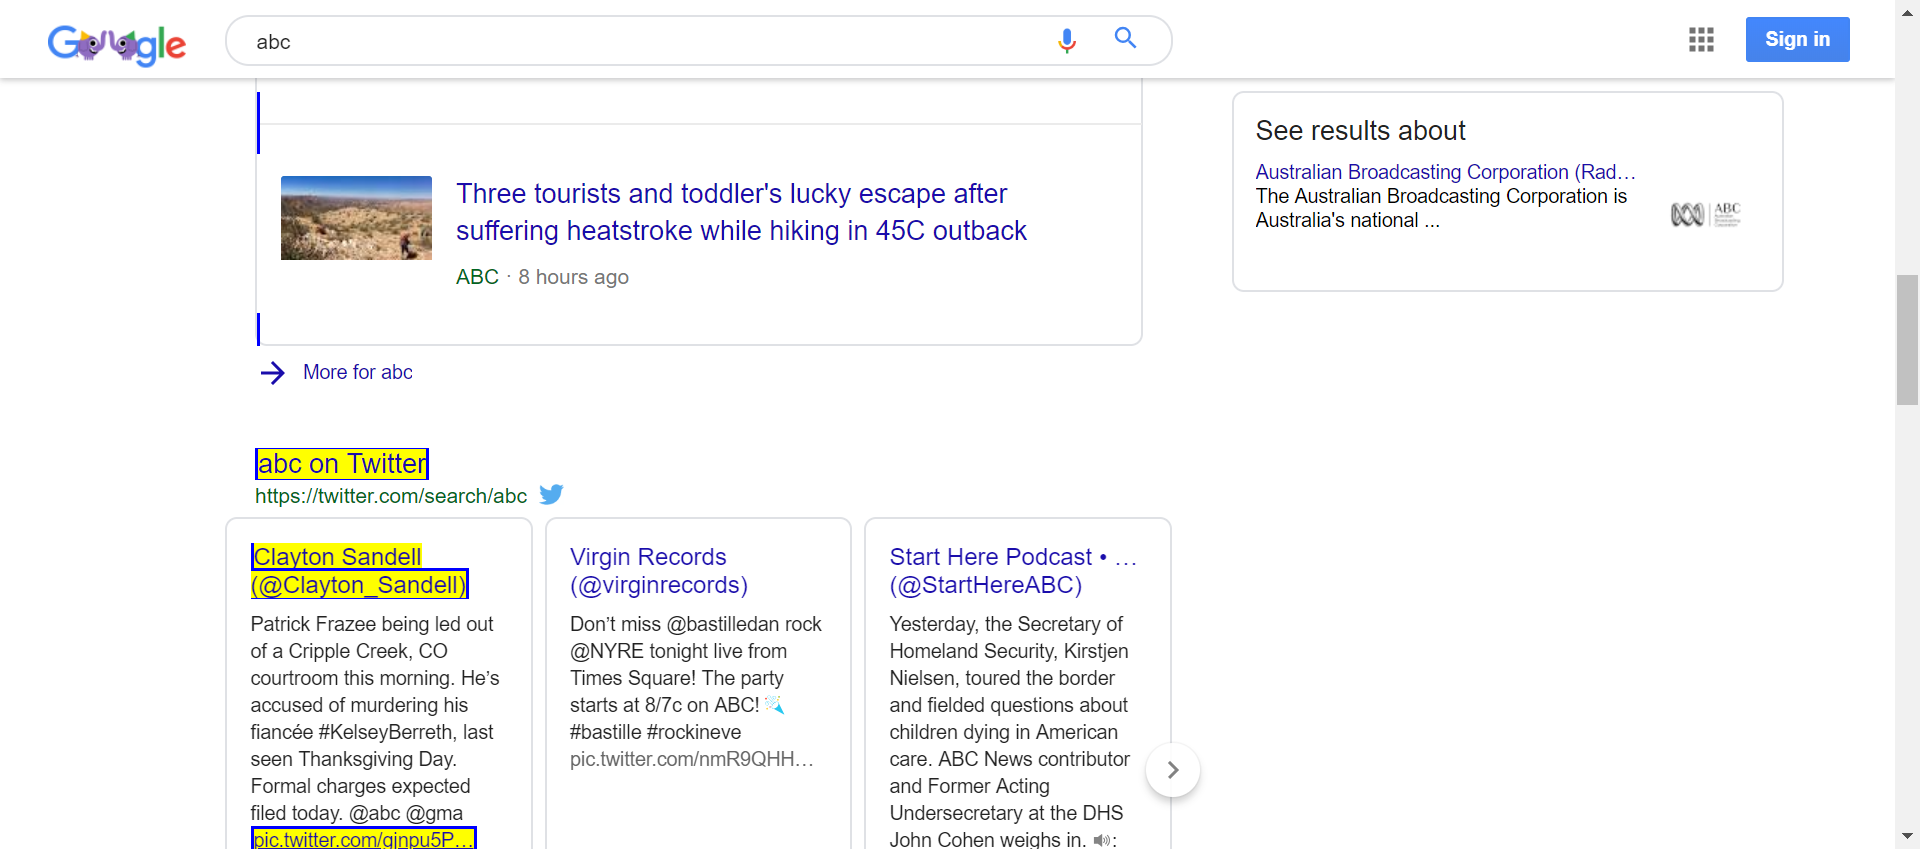 Google
abc
Sign in
Three tourists and toddler's lucky escape after
suffering heatstroke while hiking in 45C outback
ABC · 8 hours ago
More for abc
See results about
Australian Broadcasting Corporation (Rad...
The Australian Broadcasting Corporation is
Australia's national ...
ABC
abc on Twitter
https://twitter.com/search/abc
Clayton Sandell
(@Clayton_Sandell)
Patrick Frazee being led out
of a Cripple Creek, CO
courtroom this morning. He’s
accused of murdering his
fiancée #KelseyBerreth, last
seen Thanksgiving Day.
Formal charges expected
filed today. @abc @gma
pic.twitter.com/gjnpu5P...
Virgin Records
(@virginrecords)
Don’t miss @bastilledan rock
@NYRE tonight live from
Times Square! The party
starts at 8/7c on ABC!
#bastille #rockineve
pic.twitter.com/nmR9QHH...
Start Here Podcast • ...
(@StartHereABC)
Yesterday, the Secretary of
Homeland Security, Kirstjen
Nielsen, toured the border
and fielded questions about
children dying in American
care. ABC News contributor
and Former Acting
Undersecretary at the DHS
John Cohen weighs in. 🔊: